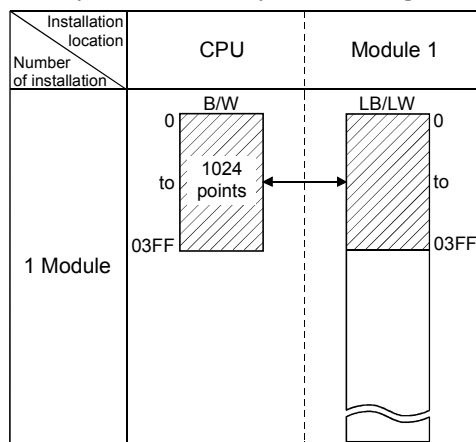 Installation
location
Number
of installation
CPU
Module 1
B/W
LB/LW
0
0
1024
points
to
to
03FF
03FF
1 Module